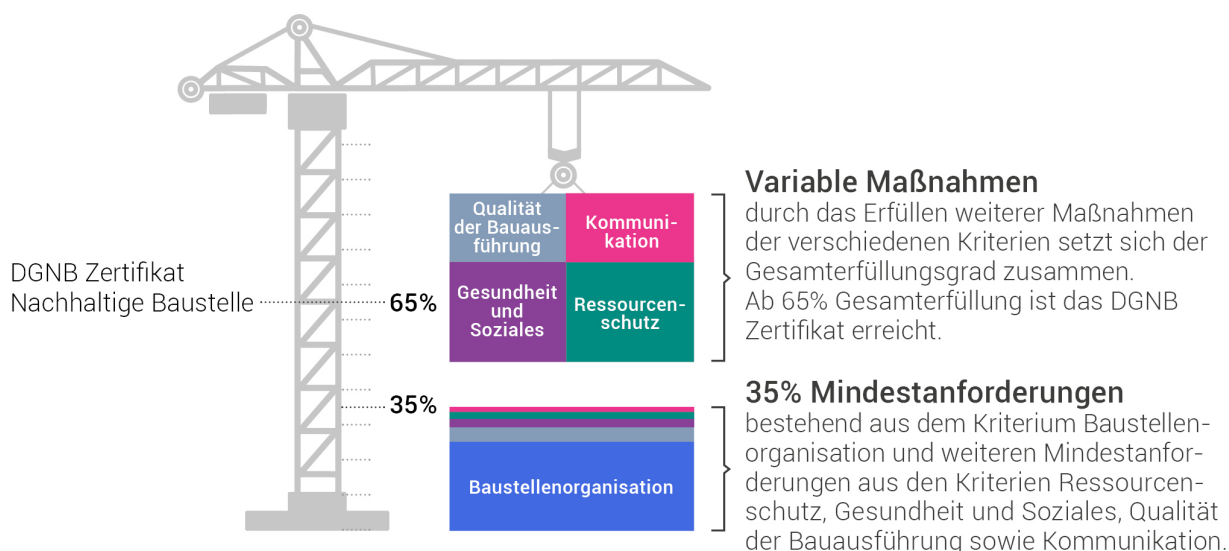 DGNB Zertifikat
Nachhaltige Baustelle
65%
35%
Qualität
der Bauaus-
führung
Kommuni-
kation
Gesundheit
und
Soziales
Ressourcen-
schutz
Baustellenorganisation
Variable Maßnahmen
durch das Erfüllen weiterer Maßnahmen
der verschiedenen Kriterien setzt sich der
Gesamterfüllungsgrad zusammen.
Ab 65% Gesamterfüllung ist das DGNB
Zertifikat erreicht.
35% Mindestanforderungen
bestehend aus dem Kriterium Baustellen-
organisation und weiteren Mindestanfor-
derungen aus den Kriterien Ressourcen-
schutz, Gesundheit und Soziales, Qualität
der Bauausführung sowie Kommunikation.